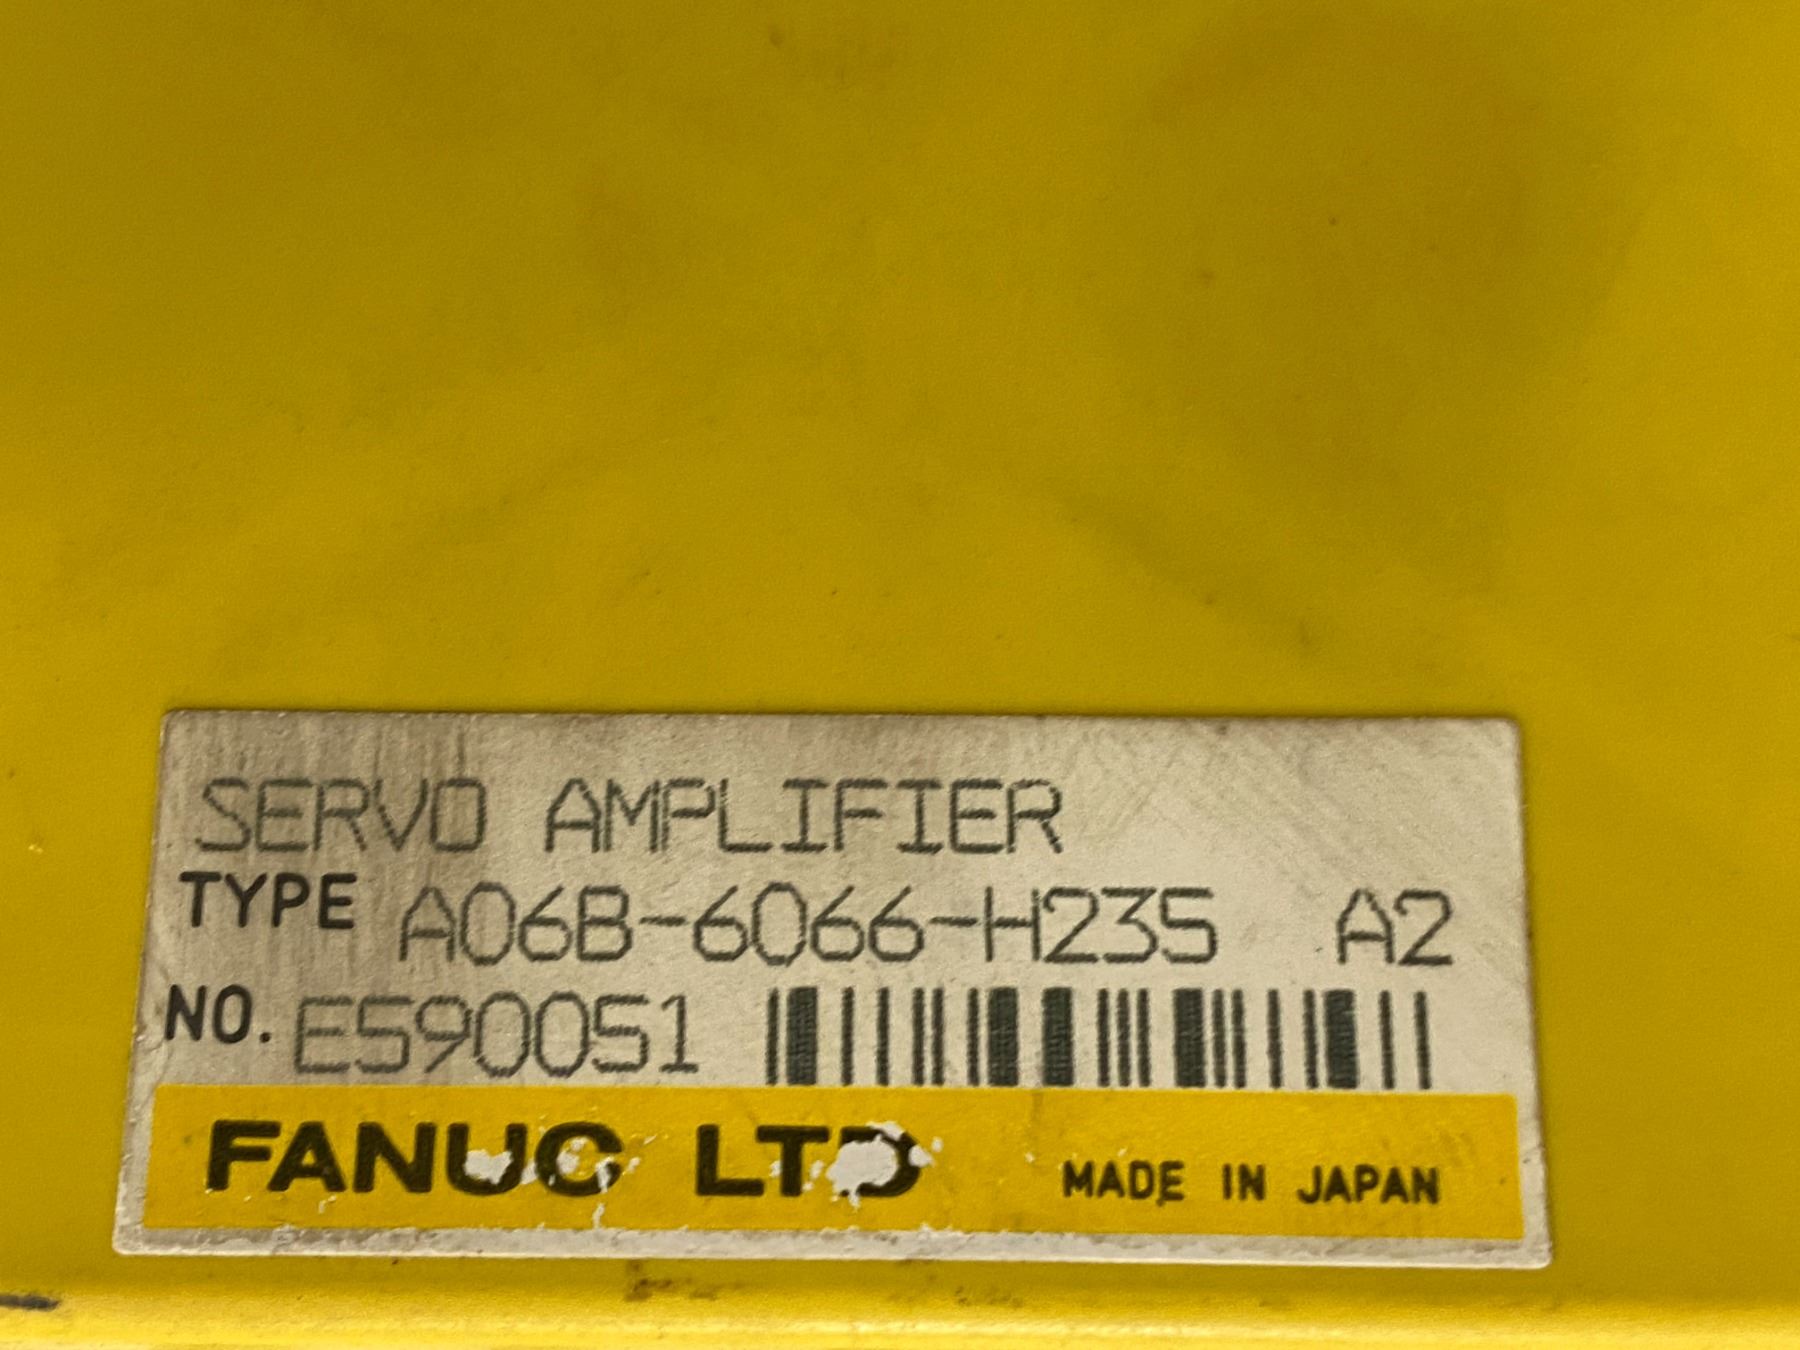 SERVO AMPLIFIER
TYPE A06B-6066-H235 A2
NO. E590051
FANUC LTD MADE IN JAPAN